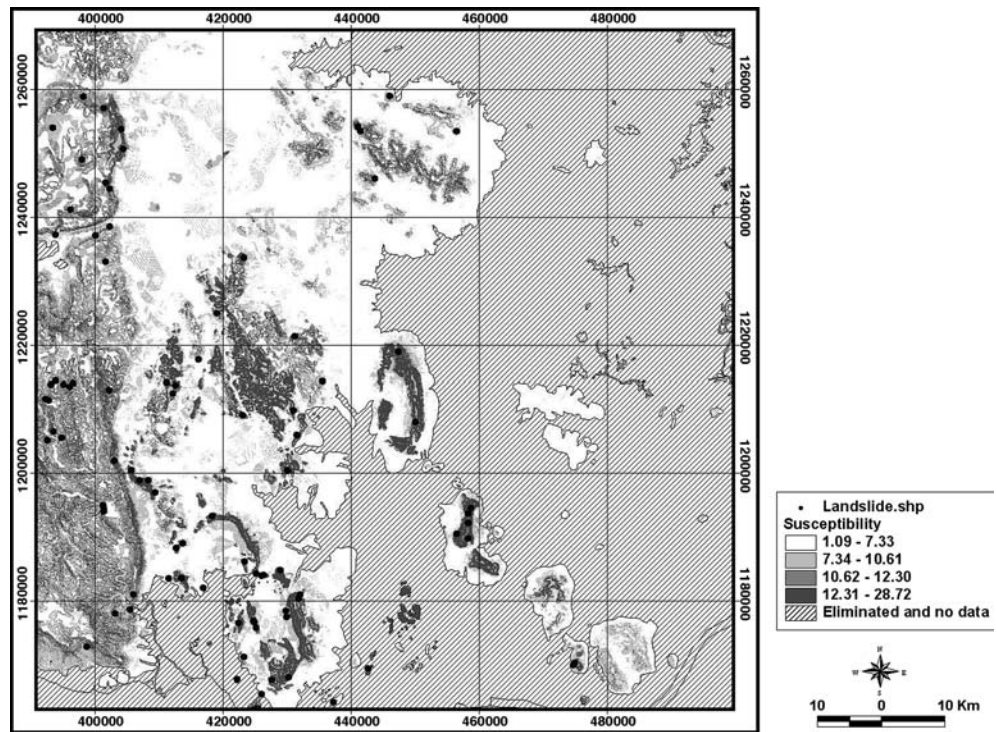 400000 420000 440000 460000 480000
1260000 1260000
1240000 1240000
1220000 1220000
1200000 1200000
1180000 1180000
400000 420000 440000 460000 480000
Landslide.shp
Susceptibility
1.09 - 7.33
7.34 - 10.61
10.62 - 12.30
12.31 - 28.72
Eliminated and no data
N
W E
S
10 0 10 Km